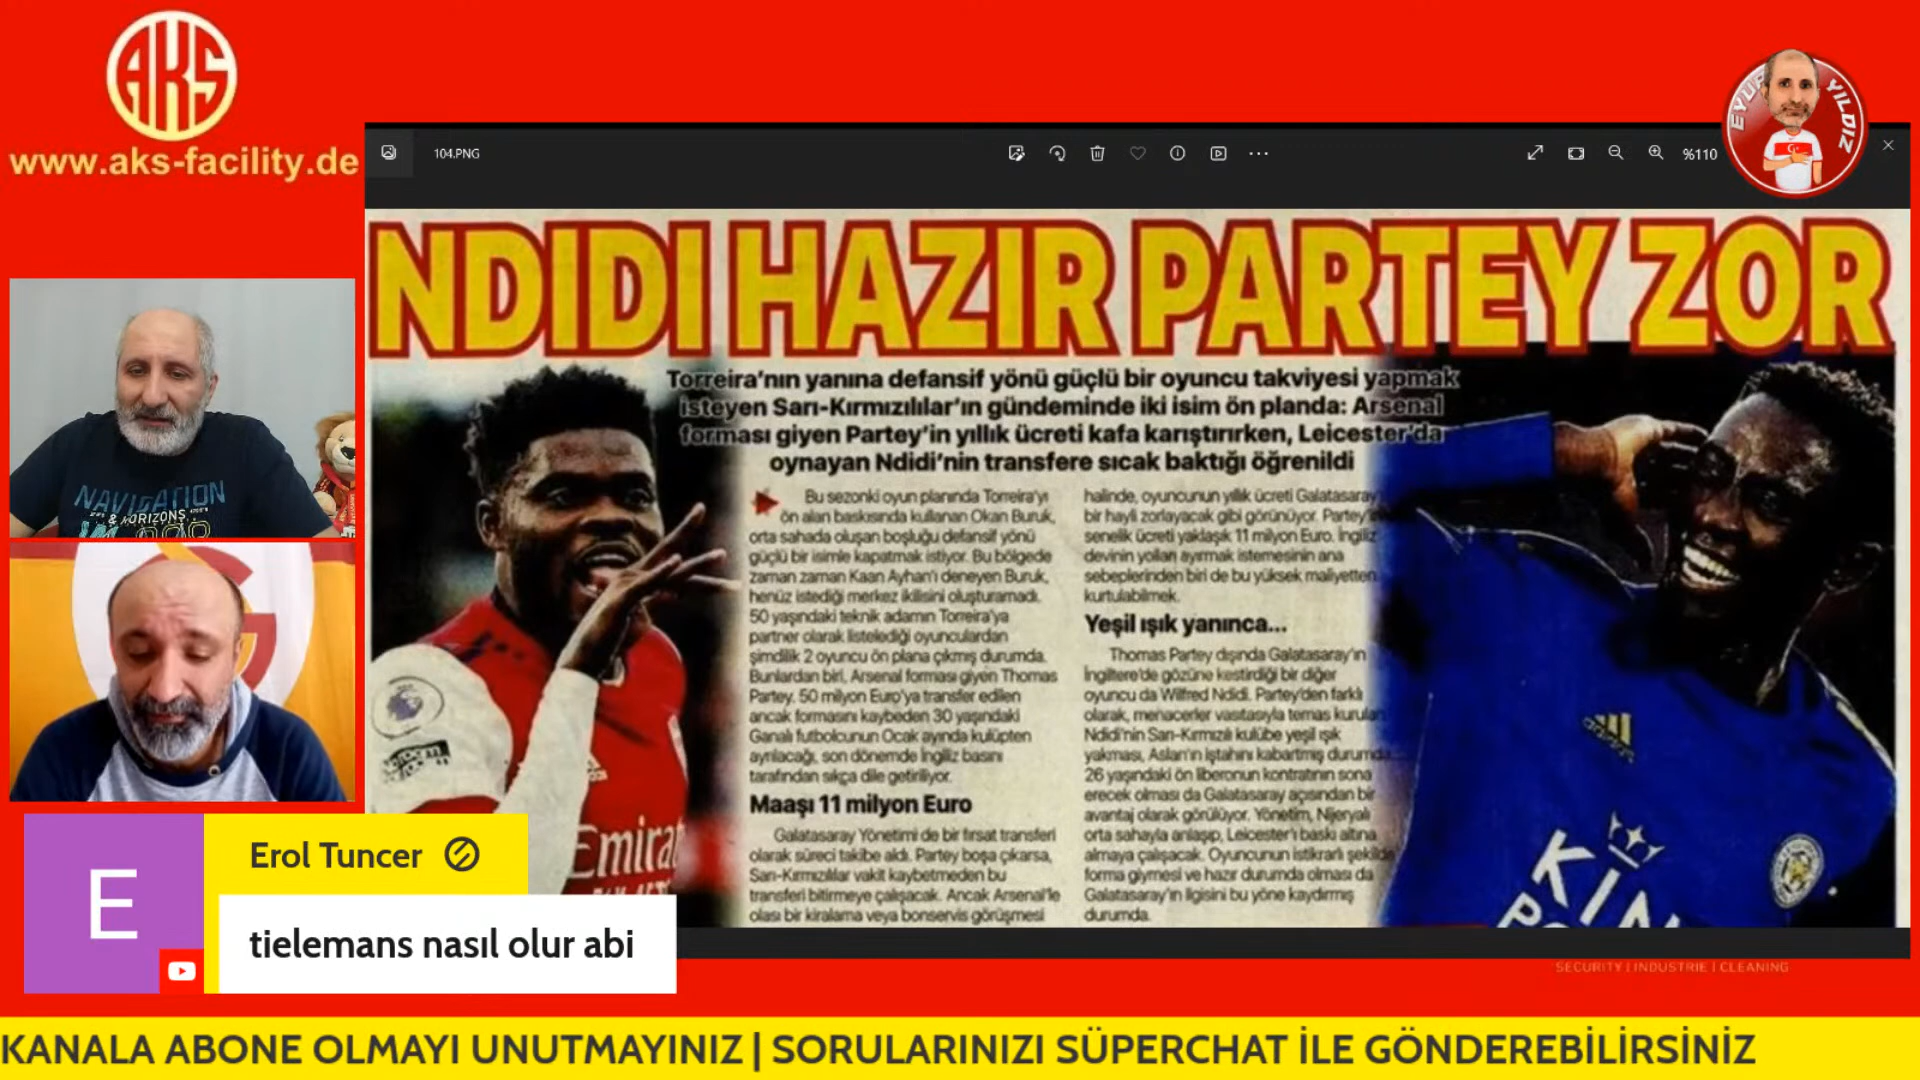 AKS
www.aks-facility.de
104.PNG
%110
EYÜP YILDIZ
NDIDI HAZIR PARTEY ZOR
Torreira'nın yanına defansif yönü güçlü bir oyuncu takviyesi yapmak
isteyen Sarı-Kırmızılılar'ın gündeminde iki isim ön planda: Arsenal
forması giyen Partey'in yıllık ücreti kafa karıştırırken, Leicester'da
oynayan Ndidi'nin transfere sıcak baktığı öğrenildi
Bu sezonki oyun planında Torreira'yı
ön alan baskısında kullanan Okan Buruk,
orta sahada oluşan boşluğu defansif yönü
güçlü bir isimle kapatmak istiyor. Bu bölgede
zaman zaman Kaan Ayhan'ı deneyen Buruk,
henüz istediği merkez ikilisini oluşturamadı.
50 yaşındaki teknik adamın Torreira'ya
partner olarak listelediği oyunculardan
şimdilik 2 oyuncu ön plana çıkmış durumda.
Bunlardan biri, Arsenal forması giyen Thomas
Partey. 50 milyon Euro'ya transfer edilen
ancak formasını kaybeden 30 yaşındaki
Ganalı futbolcunun Ocak ayında kulüpten
ayrılacağı, son dönemde İngiliz basını
tarafından sıkça dile getiriliyor.
Maaşı 11 milyon Euro
Galatasaray Yönetimi de bir fırsat transferi
olarak süreci takibe aldı. Partey boşa çıkarsa,
Sarı-Kırmızılılar vakit kaybetmeden bu
transferi bitirmeye çalışacak. Ancak Arsenal'le
olası bir kiralama veya bonservis görüşmesi
halinde, oyuncunun yıllık ücreti Galatasaray'ı
bir hayli zorlayacak gibi görünüyor. Partey'in
senelik ücreti yaklaşık 11 milyon Euro. İngiliz
devinin yolları ayırmak istemesinin ana
sebeplerinden biri de bu yüksek maliyetten
kurtulabilmek.
Yeşil ışık yanınca...
Thomas Partey dışında Galatasaray'ın
İngiltere'de gözüne kestirdiği bir diğer
oyuncu da Wilfred Ndidi. Partey'den farklı
olarak, menacerler vasıtasıyla temas kurulan
Ndidi'nin Sarı-Kırmızılı kulübe yeşil ışık
yakması, Aslan'ın iştahını kabartmış durumda...
26 yaşındaki ön liberonun kontratının sona
erecek olması da Galatasaray açısından bir
avantaj olarak görülüyor. Yönetim, Nijeryalı
orta sahayla anlaşıp, Leicester'ı baskı altına
almaya çalışacak. Oyuncunun istikrarlı şekilde
forma giymesi ve hazır durumda olması da
Galatasaray'ın ilgisini bu yöne kaydırmış
durumda.
NAVIGATION
& HORIZONS
Emirat
adidas
KIN
PO
E
Erol Tuncer
tielemans nasıl olur abi
SECURITY | INDUSTRIE | CLEANING
KANALA ABONE OLMAYI UNUTMAYINIZ | SORULARINIZI SÜPERCHAT İLE GÖNDEREBİLİRSİNİZ